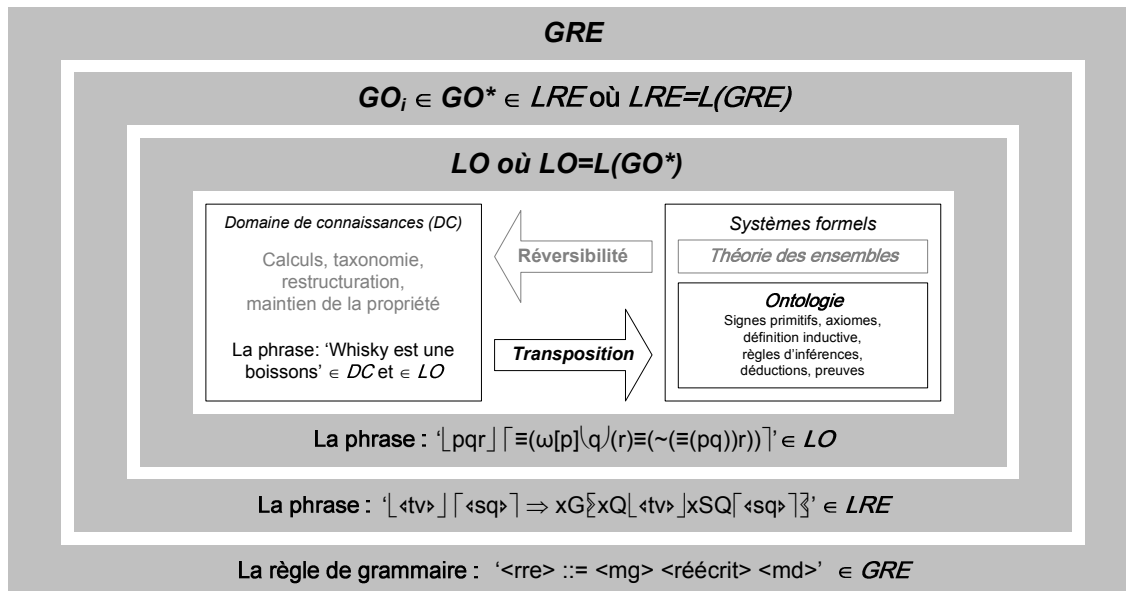 GRE
GOi ∈ GO* ∈ LRE où LRE=L(GRE)
LO où LO=L(GO*)
Domaine de connaissances (DC)
Calculs, taxonomie,
restructuration,
maintien de la propriété
La phrase: ‘Whisky est une
boissons’ ∈ DC et ∈ LO
Réversibilité
Transposition
Systèmes formels
Théorie des ensembles
Ontologie
Signes primitifs, axiomes,
définition inductive,
règles d’inférences,
déductions, preuves
La phrase : ‘⌊pqr⌋⌈≡(ω[p]⟮q⟯(r)≡(~(≡(pq))r))⌉’ ∈ LO
La phrase : ‘⌊◂tv▸⌋⌈◂sq▸⌉ ⇒ xG⦚xQ⌊◂tv▸⌋xSQ⌈◂sq▸⌉⦚’ ∈ LRE
La règle de grammaire : ‘<rre> ::= <mg> <réécrit> <md>’ ∈ GRE